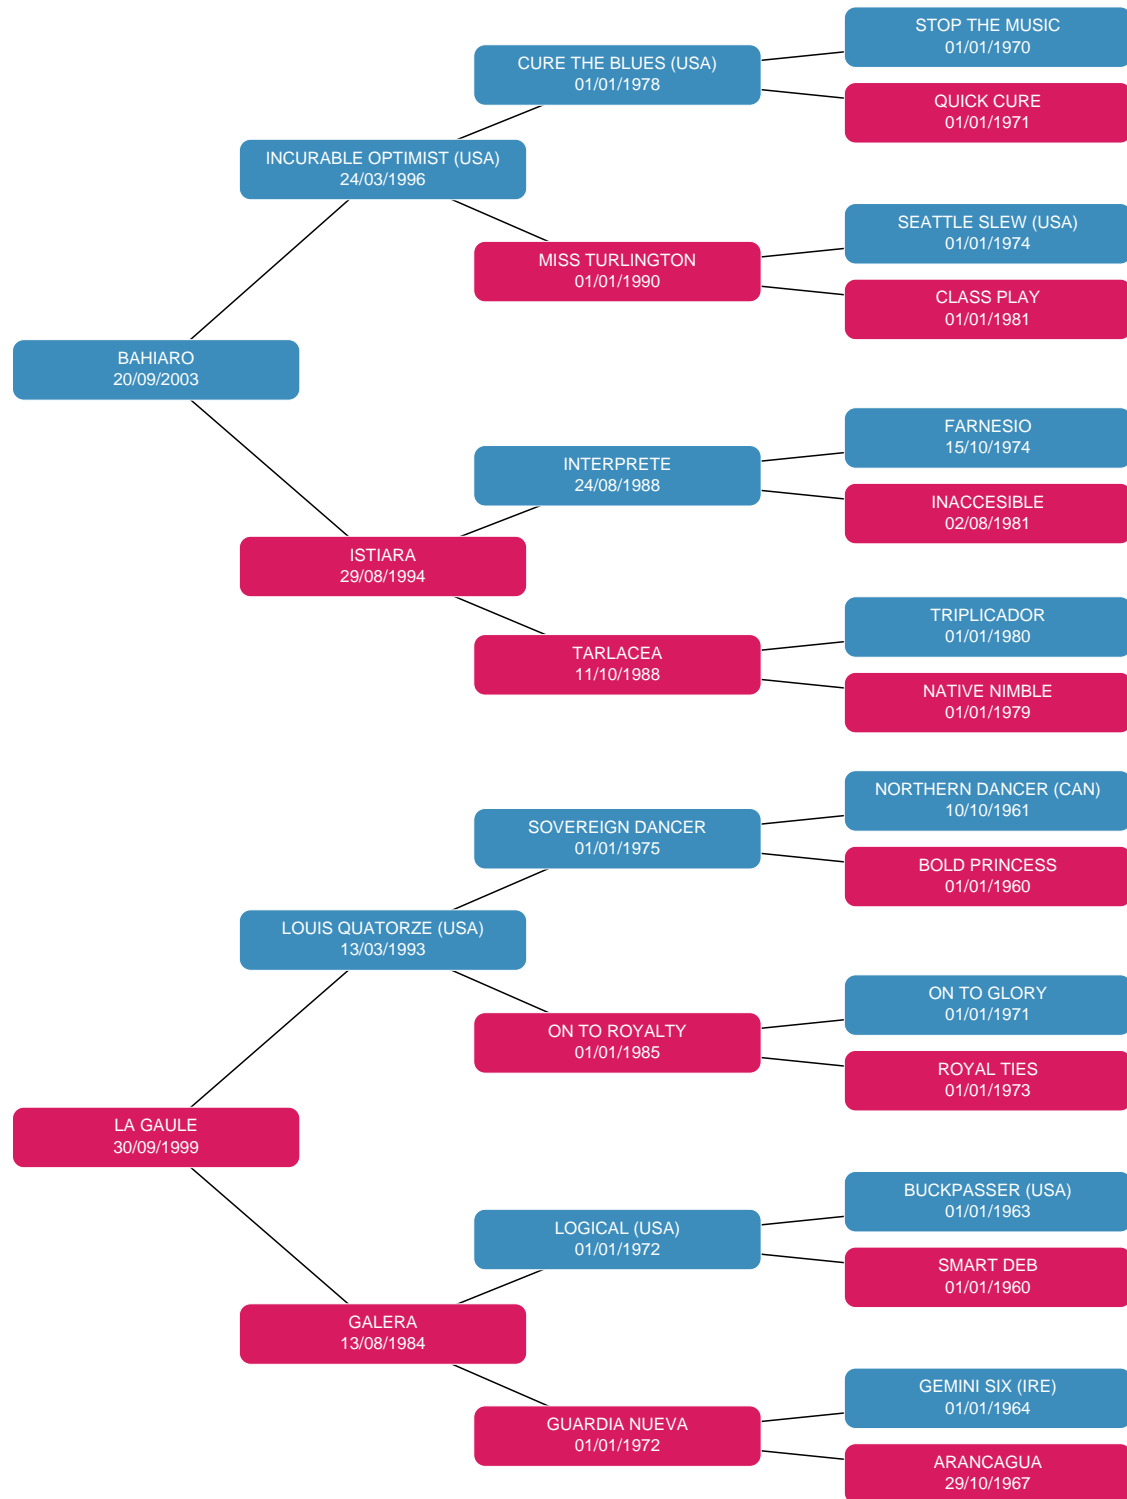 STOP THE MUSIC
01/01/1970
CURE THE BLUES (USA)
01/01/1978
QUICK CURE
01/01/1971
INCURABLE OPTIMIST (USA)
24/03/1996
SEATTLE SLEW (USA)
01/01/1974
MISS TURLINGTON
01/01/1990
CLASS PLAY
01/01/1981
BAHIARO
20/09/2003
FARNESIO
15/10/1974
INTERPRETE
24/08/1988
INACCESIBLE
02/08/1981
ISTIARA
29/08/1994
TRIPLICADOR
01/01/1980
TARLACEA
11/10/1988
NATIVE NIMBLE
01/01/1979
NORTHERN DANCER (CAN)
10/10/1961
SOVEREIGN DANCER
01/01/1975
BOLD PRINCESS
01/01/1960
LOUIS QUATORZE (USA)
13/03/1993
ON TO GLORY
01/01/1971
ON TO ROYALTY
01/01/1985
ROYAL TIES
01/01/1973
LA GAULE
30/09/1999
BUCKPASSER (USA)
01/01/1963
LOGICAL (USA)
01/01/1972
SMART DEB
01/01/1960
GALERA
13/08/1984
GEMINI SIX (IRE)
01/01/1964
GUARDIA NUEVA
01/01/1972
ARANCAGUA
29/10/1967